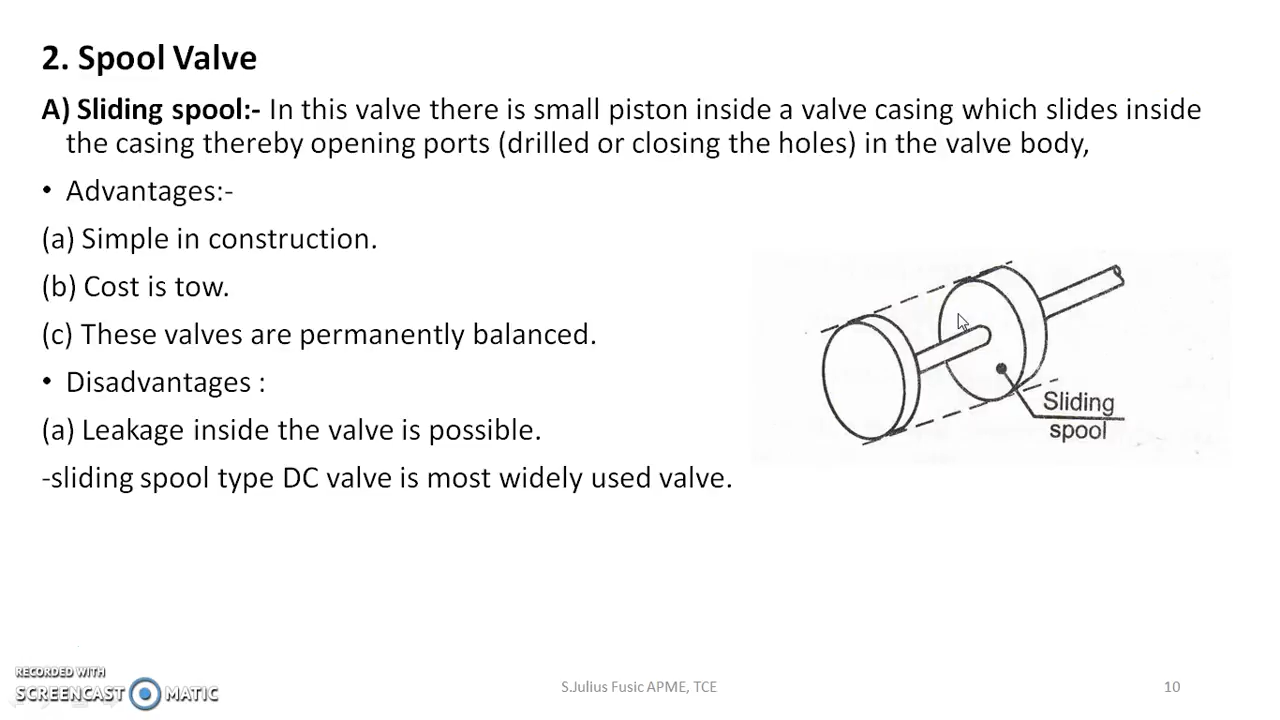 2. Spool Valve
A) Sliding spool:- In this valve there is small piston inside a valve casing which slides inside
the casing thereby opening ports (drilled or closing the holes) in the valve body,
• Advantages:-
(a) Simple in construction.
(b) Cost is tow.
(c) These valves are permanently balanced.
• Disadvantages :
(a) Leakage inside the valve is possible.
-sliding spool type DC valve is most widely used valve.
Sliding
spool
RECORDED WITH
SCREENCAST MATIC
S.Julius Fusic APME, TCE
10